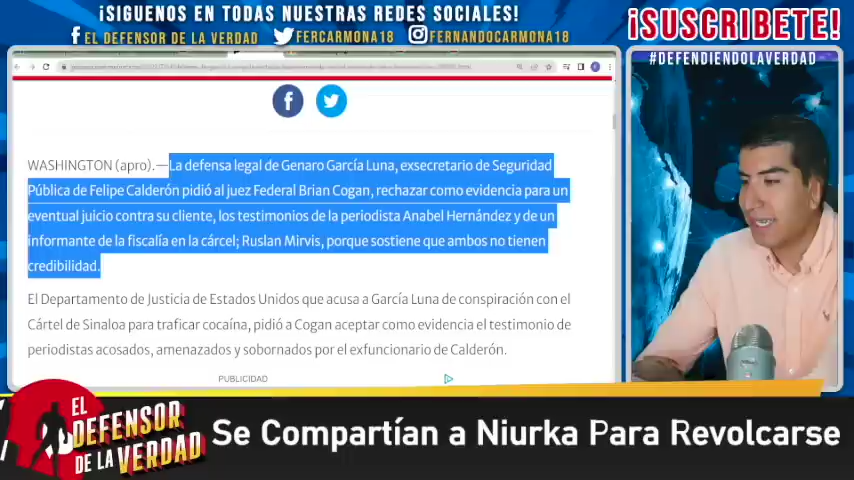 ¡SIGUENOS EN TODAS NUESTRAS REDES SOCIALES!
f EL DEFENSOR DE LA VERDAD FERCARMONA18 FERNANDOCARMONA18
¡SUSCRIBETE!
#DEFENDIENDOLAVERDAD
WASHINGTON (apro).—La defensa legal de Genaro García Luna, exsecretario de Seguridad
Pública de Felipe Calderón pidió al juez Federal Brian Cogan, rechazar como evidencia para un
eventual juicio contra su cliente, los testimonios de la periodista Anabel Hernández y de un
informante de la fiscalía en la cárcel; Ruslan Mirvis, porque sostiene que ambos no tienen
credibilidad.
El Departamento de Justicia de Estados Unidos que acusa a García Luna de conspiración con el
Cártel de Sinaloa para traficar cocaína, pidió a Cogan aceptar como evidencia el testimonio de
periodistas acosados, amenazados y sobornados por el exfuncionario de Calderón.
PUBLICIDAD
EL
DEFENSOR
DE LA VERDAD
Se Compartían a Niurka Para Revolcarse